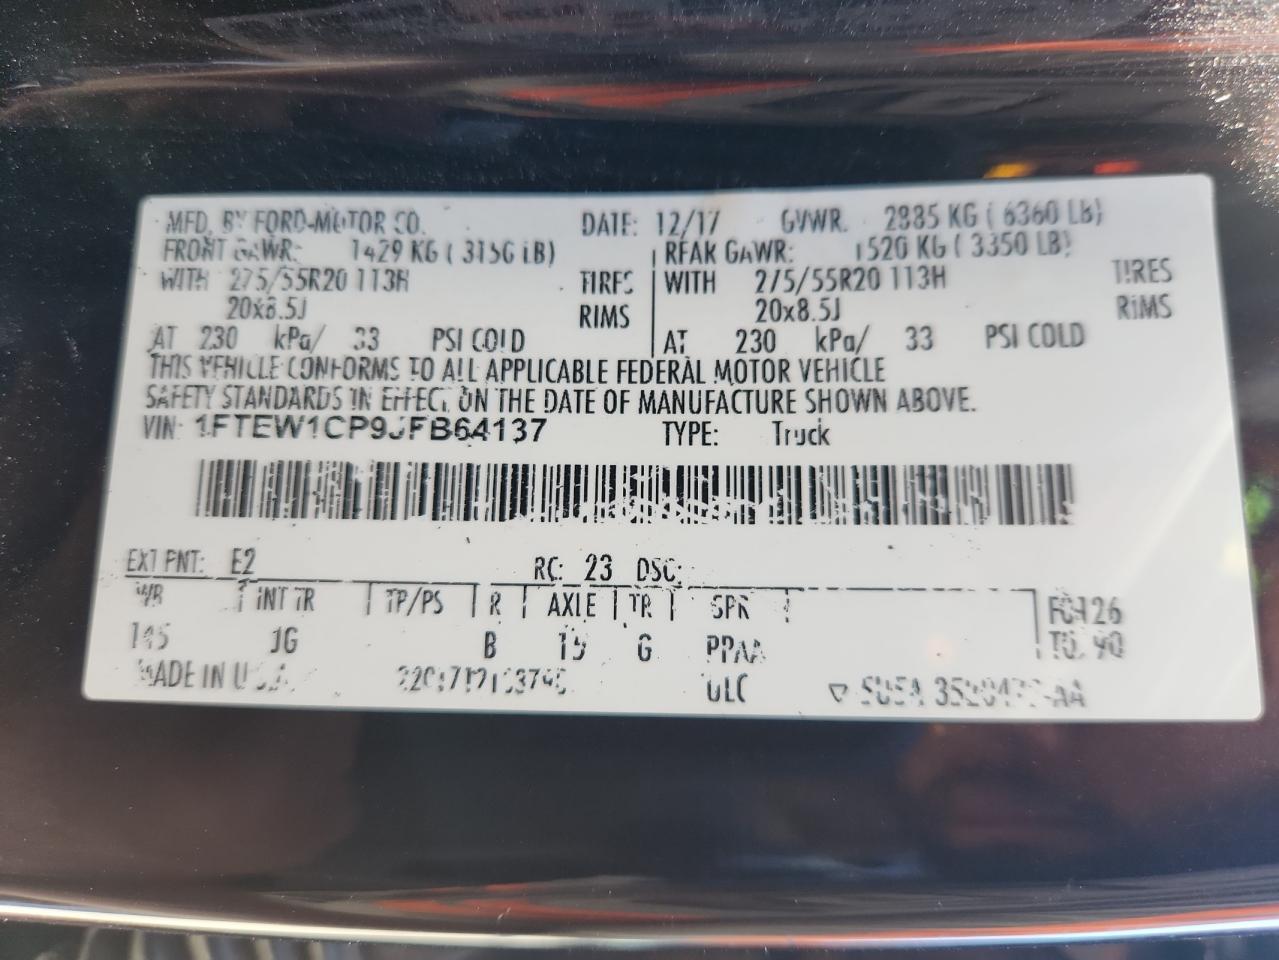 MFD. BY FORD MOTOR CO. DATE: 12/17 GVWR. 2885 KG ( 6360 LB)
FRONT GAWR: 1429 KG ( 3150 LB) REAR GAWR: 1520 KG ( 3350 LB)
WITH 275/55R20 113H TIRES WITH 275/55R20 113H TIRES
20x8.5J RIMS 20x8.5J RIMS
AT 230 kPa/ 33 PSI COLD AT 230 kPa/ 33 PSI COLD
THIS VEHICLE CONFORMS TO ALL APPLICABLE FEDERAL MOTOR VEHICLE
SAFETY STANDARDS IN EFFECT ON THE DATE OF MANUFACTURE SHOWN ABOVE.
VIN: 1FTEW1CP9JFB64137 TYPE: Truck
EXT PNT: E2 RC: 23 DSO:
WB INT TR TP/PS R AXLE TR SPR
145 JG B 19 G PPAA
MADE IN U.S.A.